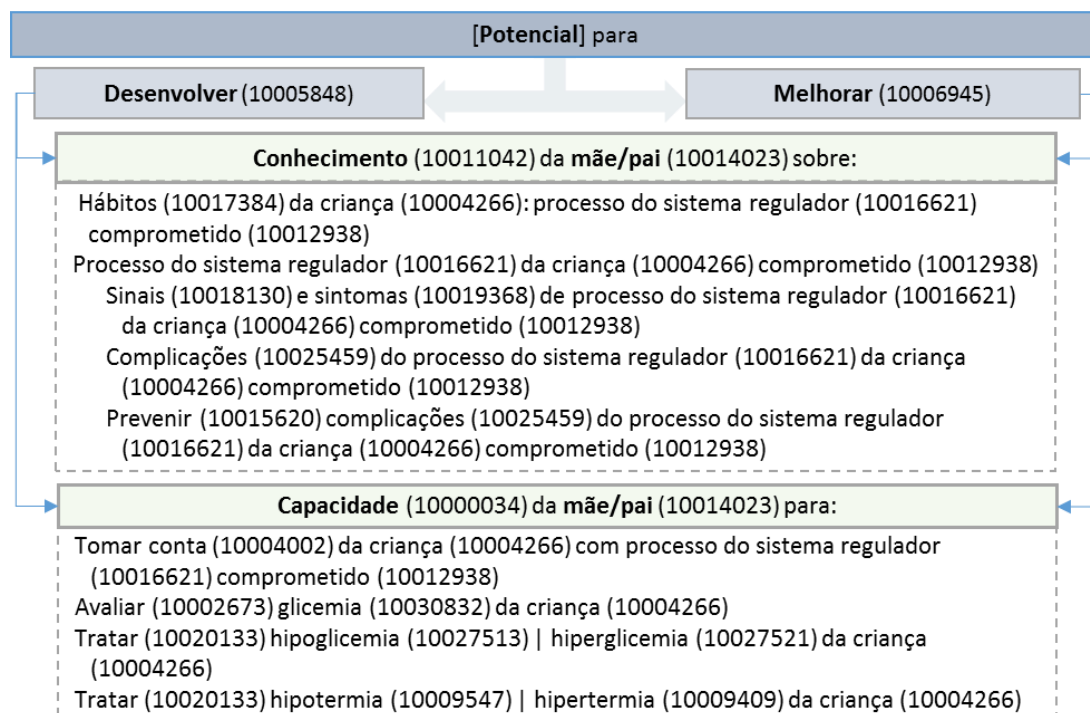 [Potencial] para
Desenvolver (10005848)
Melhorar (10006945)
Conhecimento (10011042) da mãe/pai (10014023) sobre:
Hábitos (10017384) da criança (10004266): processo do sistema regulador (10016621)
comprometido (10012938)
Processo do sistema regulador (10016621) da criança (10004266) comprometido (10012938)
Sinais (10018130) e sintomas (10019368) de processo do sistema regulador (10016621)
da criança (10004266) comprometido (10012938)
Complicações (10025459) do processo do sistema regulador (10016621) da criança
(10004266) comprometido (10012938)
Prevenir (10015620) complicações (10025459) do processo do sistema regulador
(10016621) da criança (10004266) comprometido (10012938)
Capacidade (10000034) da mãe/pai (10014023) para:
Tomar conta (10004002) da criança (10004266) com processo do sistema regulador
(10016621) comprometido (10012938)
Avaliar (10002673) glicemia (10030832) da criança (10004266)
Tratar (10020133) hipoglicemia (10027513) | hiperglicemia (10027521) da criança
(10004266)
Tratar (10020133) hipotermia (10009547) | hipertermia (10009409) da criança (10004266)